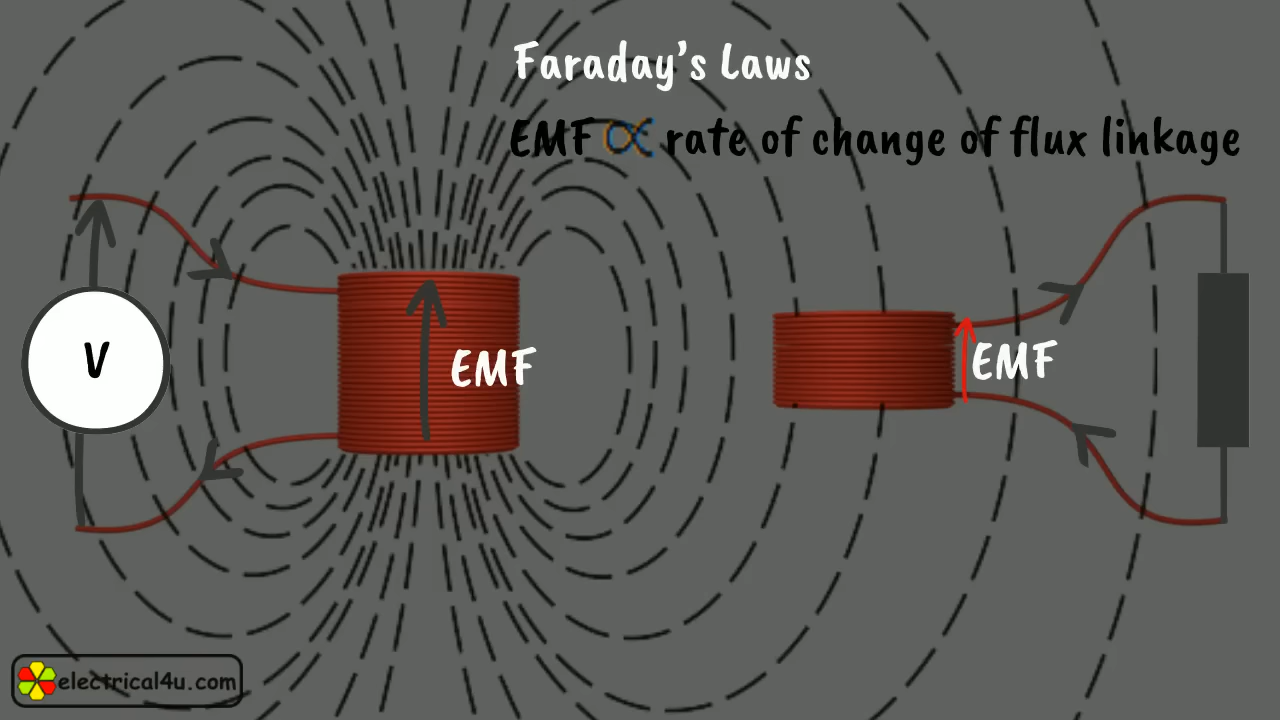 Faraday's Laws
EMF ∝ rate of change of flux linkage
V
EMF
EMF
electrical4u.com